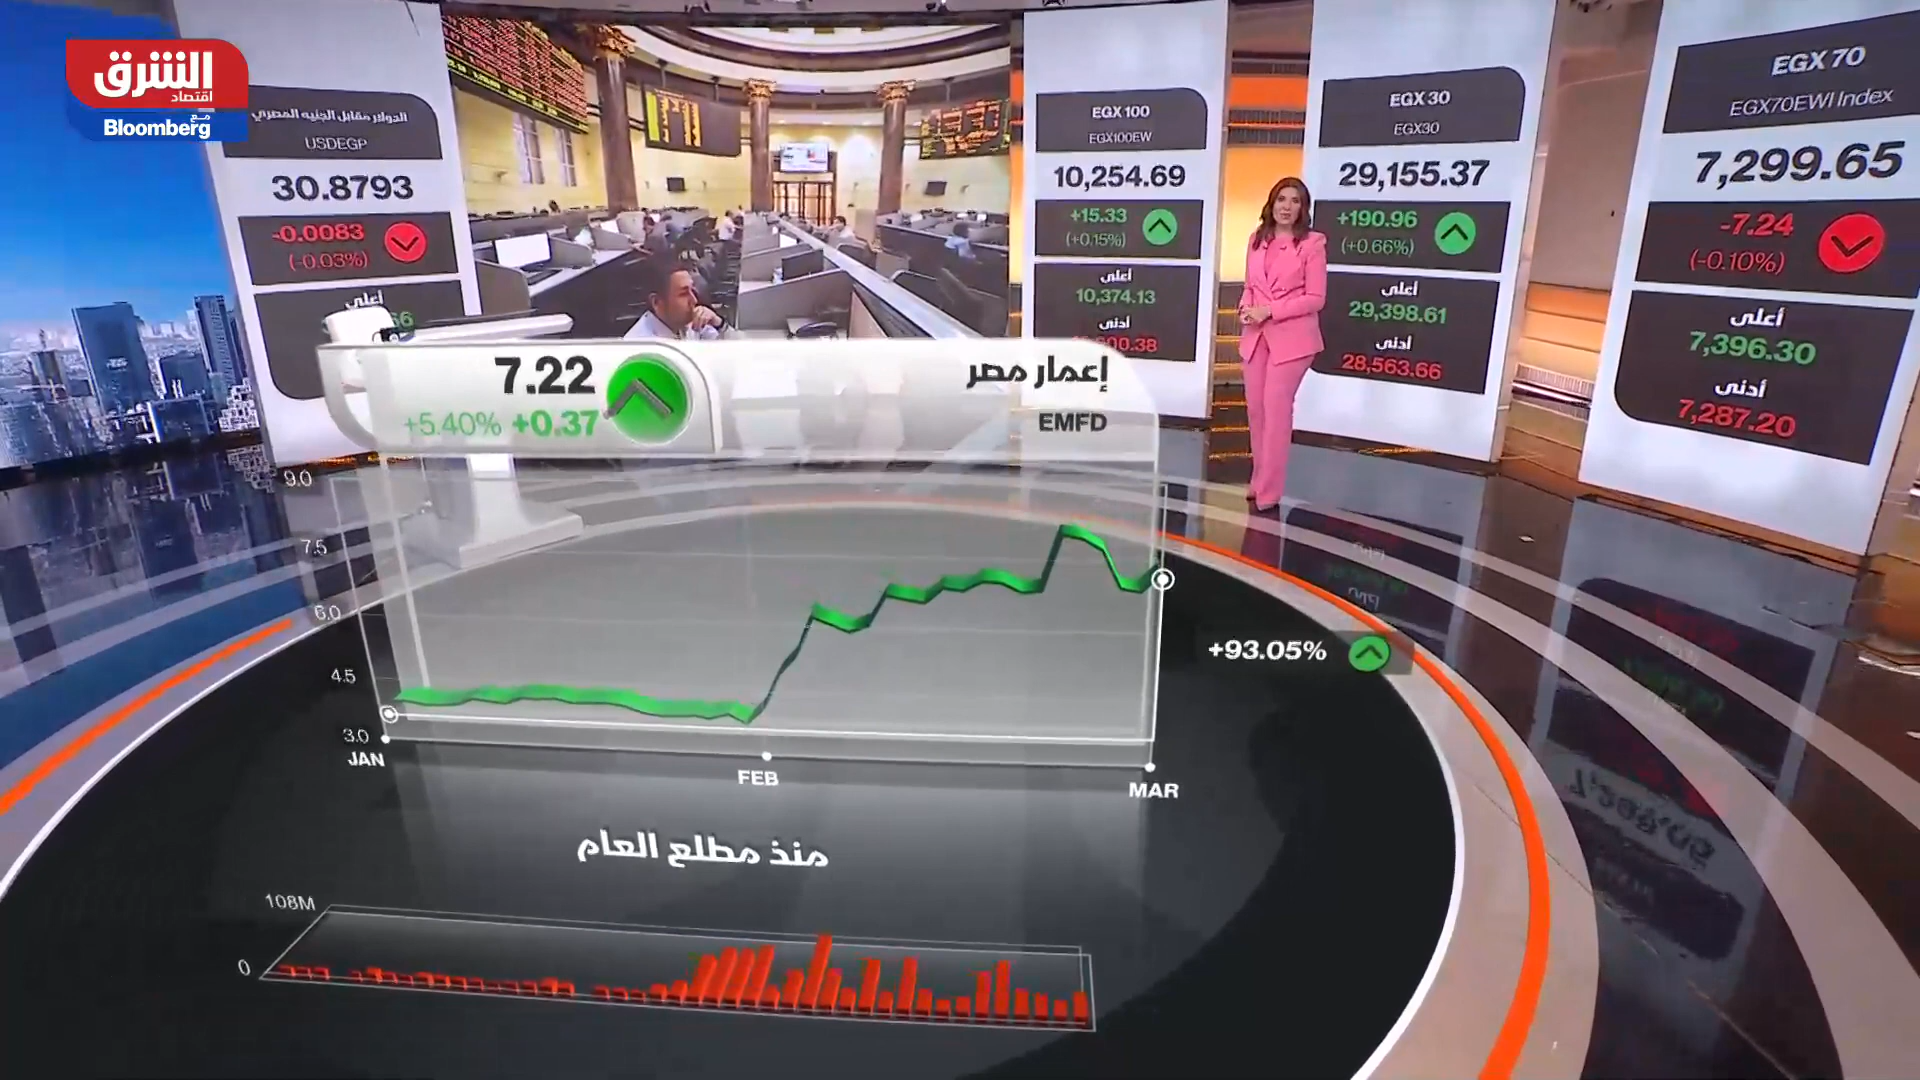 الشرق
اقتصاد
مع
Bloomberg
الدولار مقابل الجنيه المصري
USDEGP
30.8793
-0.0083
(-0.03%)
أعلى
EGX 100
EGX100EW
10,254.69
+15.33
(+0.15%)
أعلى
10,374.13
أدنى
EGX 30
EGX30
29,155.37
+190.96
(+0.66%)
أعلى
29,398.61
أدنى
28,563.66
EGX 70
EGX70EWI Index
7,299.65
-7.24
(-0.10%)
أعلى
7,396.30
أدنى
7,287.20
إعمار مصر
EMFD
7.22
+5.40% +0.37
9.0
7.5
6.0
4.5
3.0
JAN
FEB
MAR
+93.05%
منذ مطلع العام
108M
0